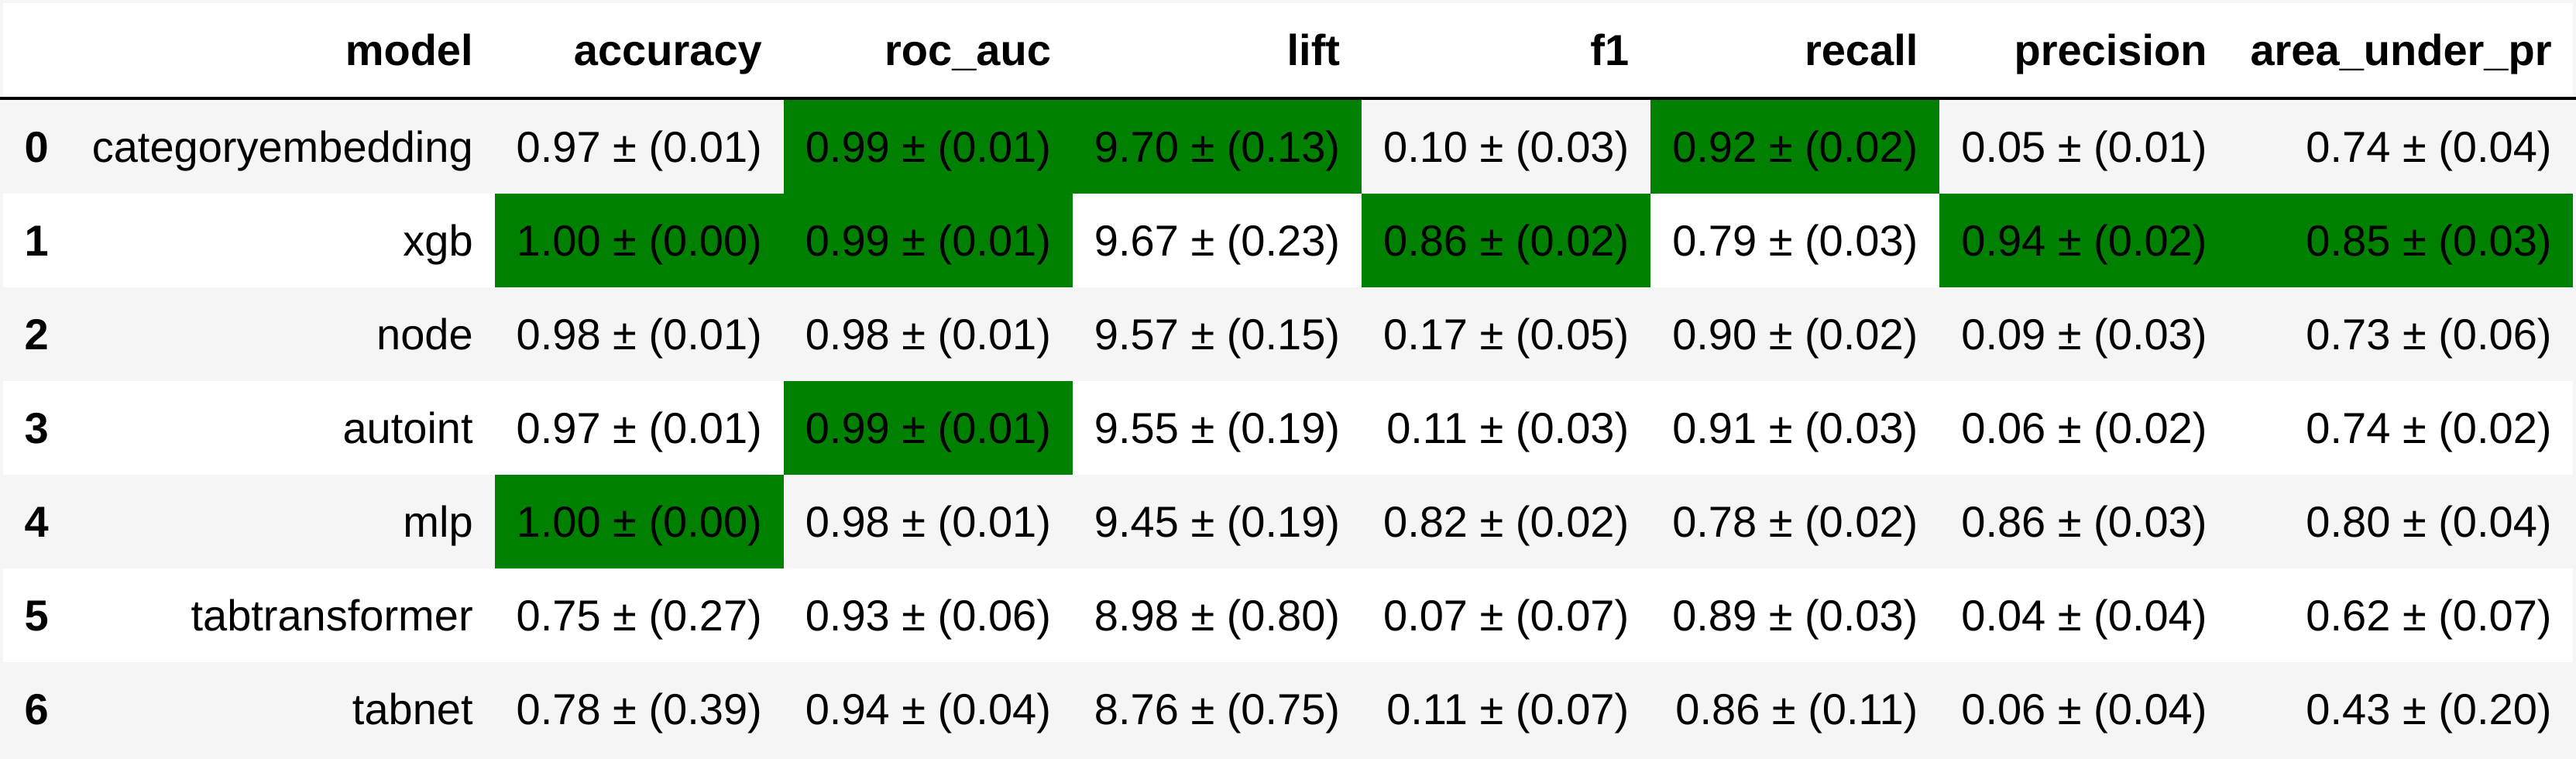 model accuracy roc_auc lift f1 recall precision area_under_pr
0 categoryembedding 0.97 ± (0.01) 0.99 ± (0.01) 9.70 ± (0.13) 0.10 ± (0.03) 0.92 ± (0.02) 0.05 ± (0.01) 0.74 ± (0.04)
1 xgb 1.00 ± (0.00) 0.99 ± (0.01) 9.67 ± (0.23) 0.86 ± (0.02) 0.79 ± (0.03) 0.94 ± (0.02) 0.85 ± (0.03)
2 node 0.98 ± (0.01) 0.98 ± (0.01) 9.57 ± (0.15) 0.17 ± (0.05) 0.90 ± (0.02) 0.09 ± (0.03) 0.73 ± (0.06)
3 autoint 0.97 ± (0.01) 0.99 ± (0.01) 9.55 ± (0.19) 0.11 ± (0.03) 0.91 ± (0.03) 0.06 ± (0.02) 0.74 ± (0.02)
4 mlp 1.00 ± (0.00) 0.98 ± (0.01) 9.45 ± (0.19) 0.82 ± (0.02) 0.78 ± (0.02) 0.86 ± (0.03) 0.80 ± (0.04)
5 tabtransformer 0.75 ± (0.27) 0.93 ± (0.06) 8.98 ± (0.80) 0.07 ± (0.07) 0.89 ± (0.03) 0.04 ± (0.04) 0.62 ± (0.07)
6 tabnet 0.78 ± (0.39) 0.94 ± (0.04) 8.76 ± (0.75) 0.11 ± (0.07) 0.86 ± (0.11) 0.06 ± (0.04) 0.43 ± (0.20)